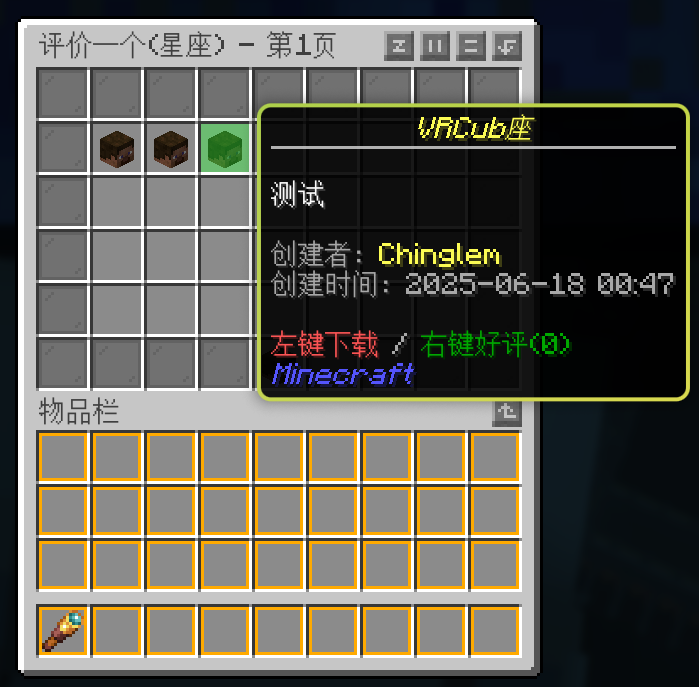 评价一个(星座) - 第1页
VRCub座
测试
创建者: Chinglem
创建时间: 2025-06-18 00:47
左键下载 / 右键好评(0)
Minecraft
物品栏